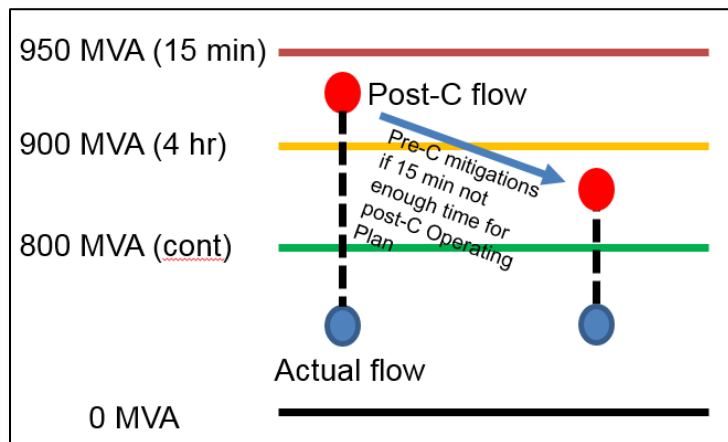 950 MVA (15 min)
Post-C flow
900 MVA (4 hr)
Pre-C mitigations
if 15 min not
enough time for
post-C Operating
Plan
800 MVA (cont)
Actual flow
0 MVA